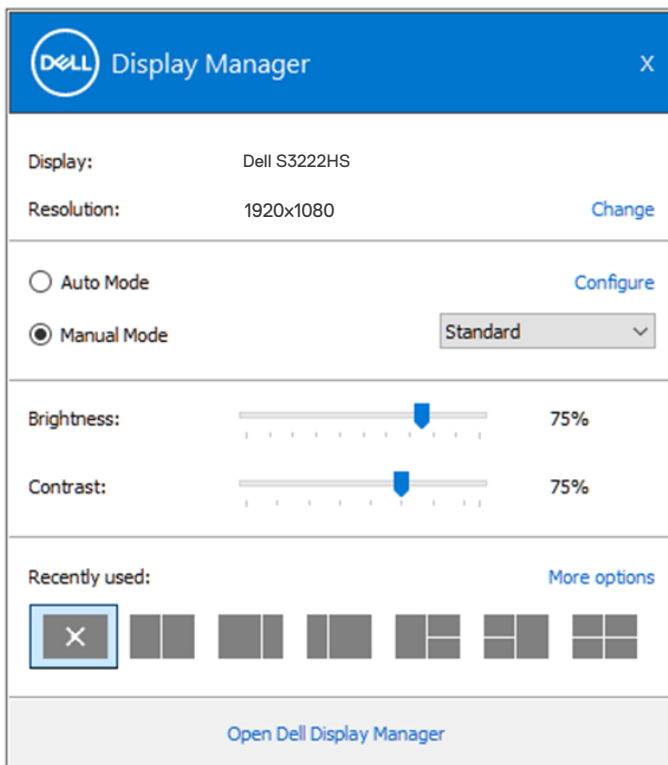 DELL Display Manager X
Display: Dell S3222HS
Resolution: 1920x1080 Change
Auto Mode Configure
Manual Mode Standard
Brightness: 75%
Contrast: 75%
Recently used: More options
Open Dell Display Manager